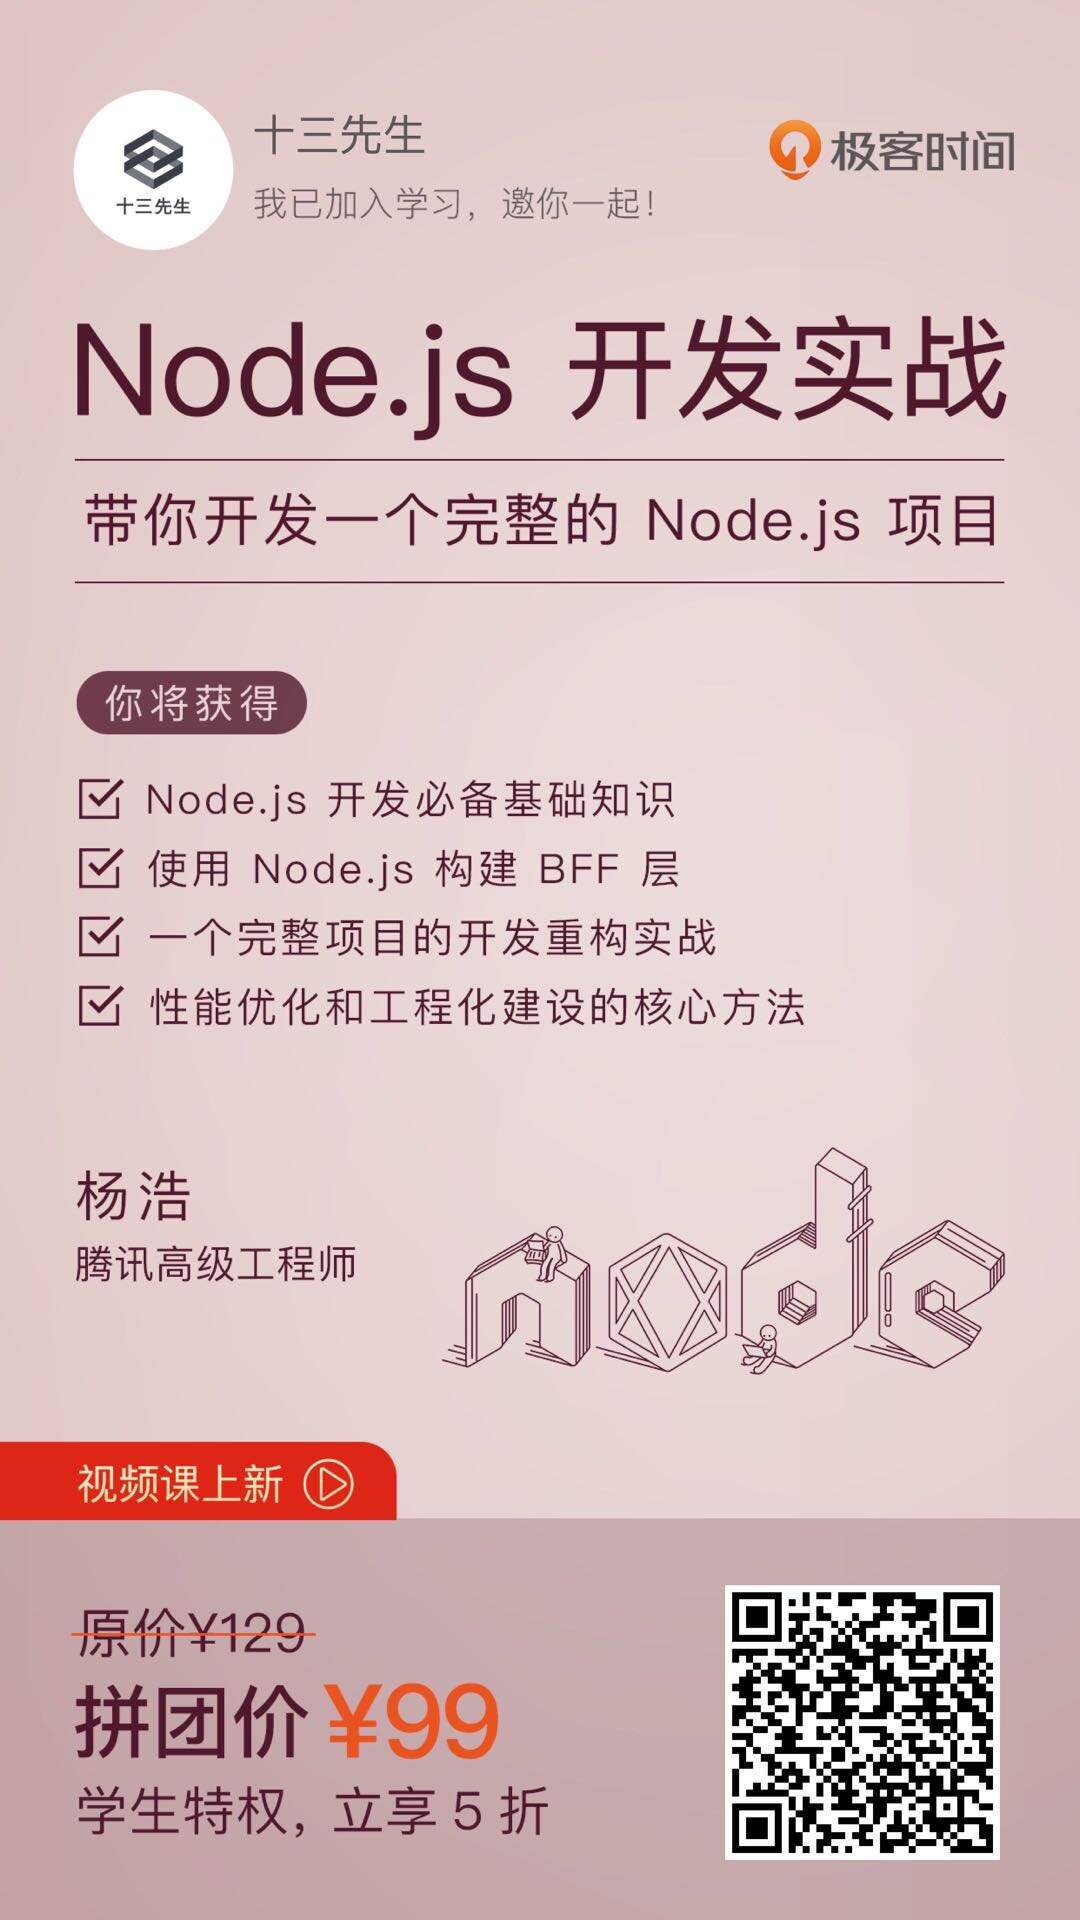 十三先生
十三先生
我已加入学习，邀你一起！
极客时间
Node.js 开发实战
带你开发一个完整的 Node.js 项目
你将获得
Node.js 开发必备基础知识
使用 Node.js 构建 BFF 层
一个完整项目的开发重构实战
性能优化和工程化建设的核心方法
杨浩
腾讯高级工程师
node
视频课上新
原价¥129
拼团价 ¥99
学生特权，立享 5 折